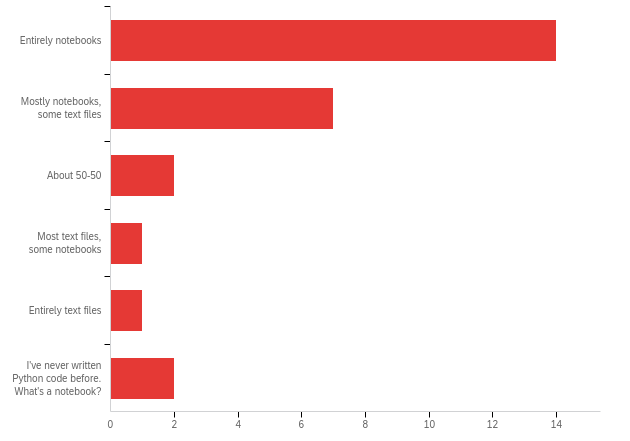 Entirely notebooks
Mostly notebooks,
some text files
About 50-50
Most text files,
some notebooks
Entirely text files
I've never written
Python code before.
What's a notebook?
0 2 4 6 8 10 12 14